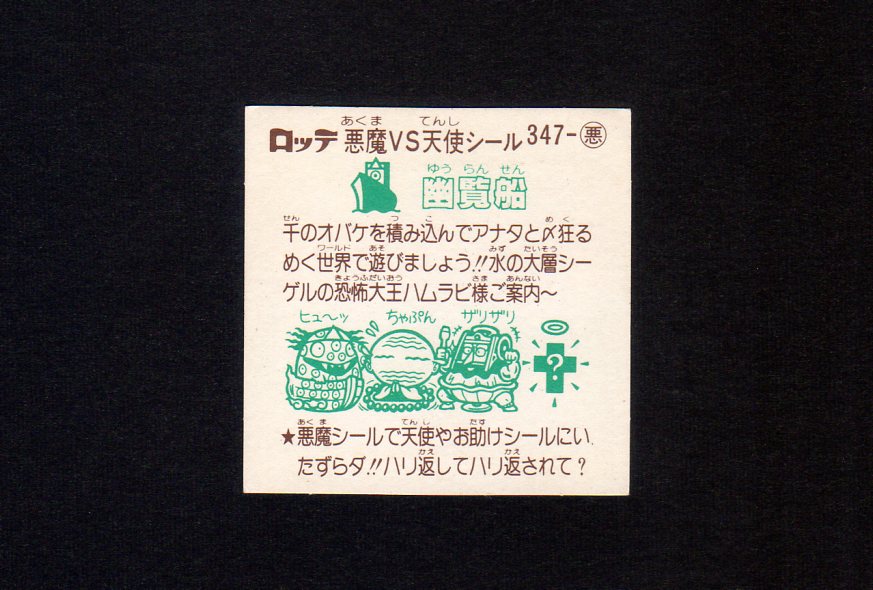 あくま てんし
ロッテ 悪魔VS天使シール 347-悪
ゆう らん せん
幽覧船
せん つ こ め く
千のオバケを積み込んでアナタと〆狂る
ワールド あそ みず たいそう
めく世界で遊びましょう!!水の大層シー
きょうふだいおう さま あんない
ゲルの恐怖大王ハムラビ様ご案内〜
ヒュ〜ッ ちゃぷん ザリザリ
?
あくま てんし たす
★悪魔シールで天使やお助けシールにい
かえ かえ
たずらダ!!ハリ返してハリ返されて?